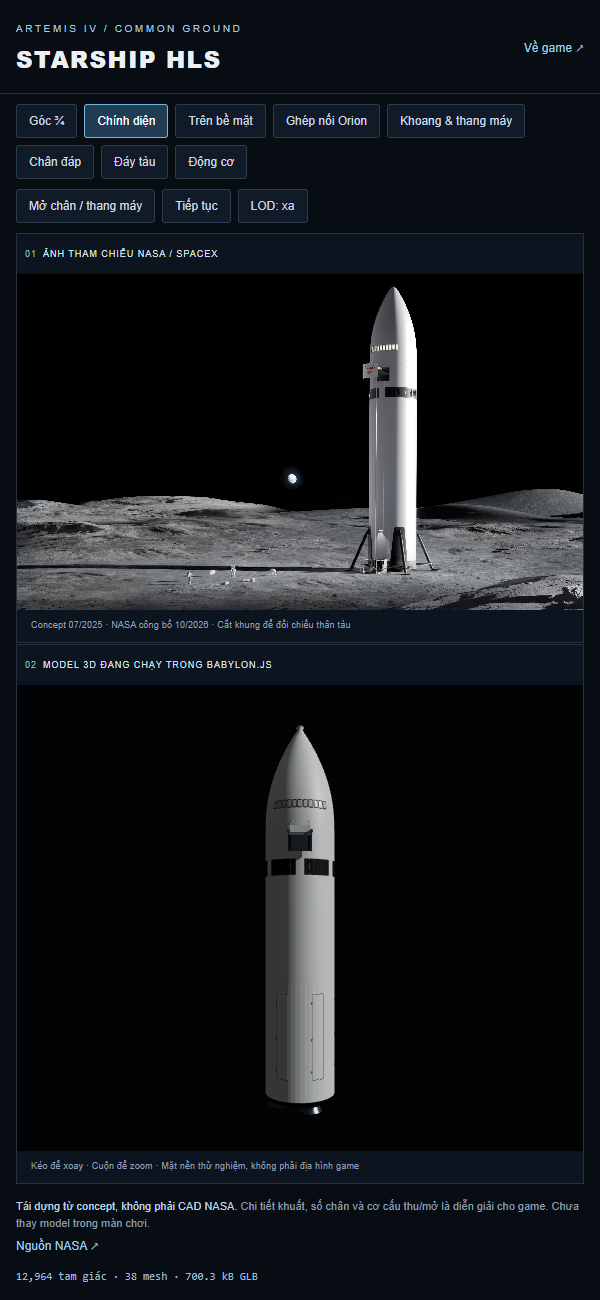 ARTEMIS IV / COMMON GROUND
STARSHIP HLS
Về game ↗
Góc ¾
Chính diện
Trên bề mặt
Ghép nối Orion
Khoang & thang máy
Chân đáp
Đáy tàu
Động cơ
Mở chân / thang máy
Tiếp tục
LOD: xa
01 ẢNH THAM CHIẾU NASA / SPACEX
Concept 07/2025 · NASA công bố 10/2026 · Cắt khung để đối chiếu thân tàu
02 MODEL 3D ĐANG CHẠY TRONG BABYLON.JS
Kéo để xoay · Cuộn để zoom · Mặt nền thử nghiệm, không phải địa hình game
Tái dựng từ concept, không phải CAD NASA. Chi tiết khuất, số chân và cơ cấu thu/mở là diễn giải cho game. Chưa
thay model trong màn chơi.
Nguồn NASA ↗
12,964 tam giác · 38 mesh · 700.3 kB GLB